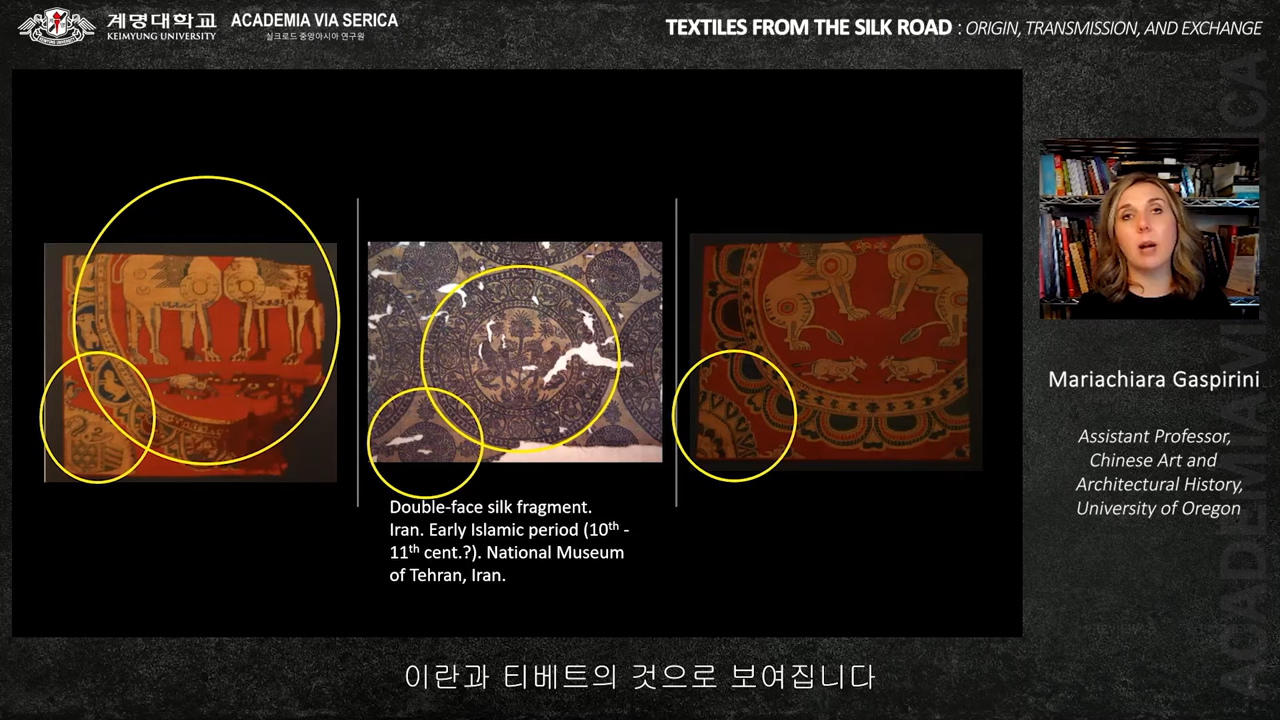 계명대학교
KEIMYUNG UNIVERSITY
ACADEMIA VIA SERICA
실크로드 중앙아시아 연구원
TEXTILES FROM THE SILK ROAD : ORIGIN, TRANSMISSION, AND EXCHANGE
Mariachiara Gaspirini
Assistant Professor,
Chinese Art and
Architectural History,
University of Oregon
Double-face silk fragment.
Iran. Early Islamic period (10th -
11th cent.?). National Museum
of Tehran, Iran.
이란과 티베트의 것으로 보여집니다
ACADEMIA VIA SERICA